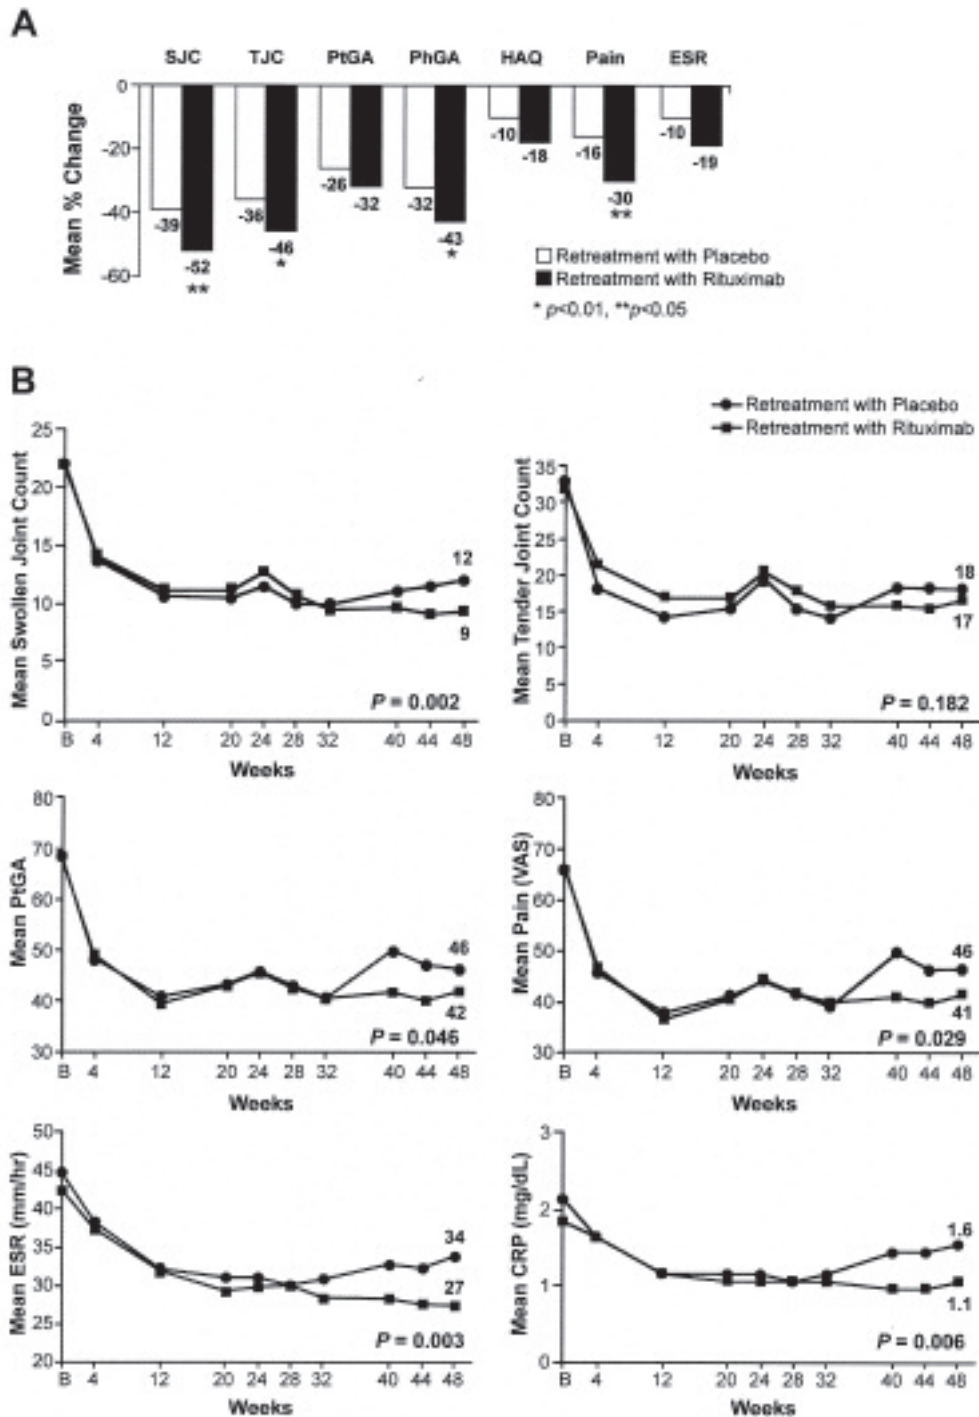 A
SJC TJC PtGA PhGA HAQ Pain ESR
Mean % Change
0
-20
-40
-60
-39 -52 -36 -46 -26 -32 -32 -43 -10 -18 -16 -30 -10 -19
** * * **
Retreatment with Placebo
Retreatment with Rituximab
* p<0.01, **p<0.05
B
Retreatment with Placebo
Retreatment with Rituximab
Mean Swollen Joint Count
25
20
15
10
5
0
12
9
P = 0.002
B 4 12 20 24 28 32 40 44 48
Weeks
Mean Tender Joint Count
35
30
25
20
15
10
5
0
18
17
P = 0.182
B 4 12 20 24 28 32 40 44 48
Weeks
Mean PtGA
80
70
60
50
40
30
46
42
P = 0.046
B 4 12 20 24 28 32 40 44 48
Weeks
Mean Pain (VAS)
80
70
60
50
40
30
46
41
P = 0.029
B 4 12 20 24 28 32 40 44 48
Weeks
Mean ESR (mm/hr)
50
45
40
35
30
25
20
34
27
P = 0.003
B 4 12 20 24 28 32 40 44 48
Weeks
Mean CRP (mg/dL)
3
2
1
0
1.6
1.1
P = 0.006
B 4 12 20 24 28 32 40 44 48
Weeks